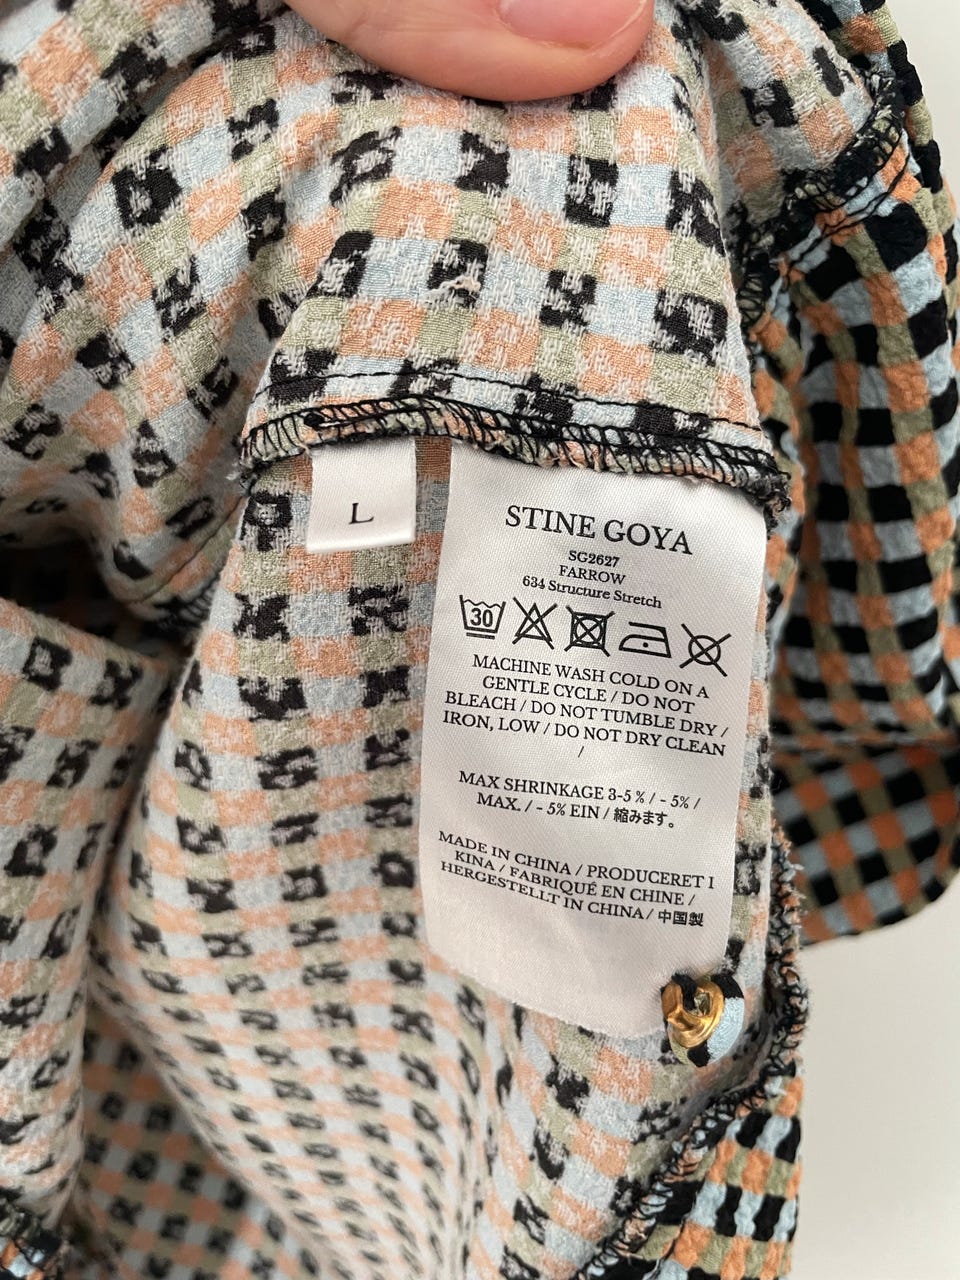 L
STINE GOYA
SG2627
FARROW
634 Structure Stretch
30
MACHINE WASH COLD ON A
GENTLE CYCLE / DO NOT
BLEACH / DO NOT TUMBLE DRY /
IRON, LOW / DO NOT DRY CLEAN
/
MAX SHRINKAGE 3-5 % / - 5% /
MAX. / - 5% EIN / 縮みます。
MADE IN CHINA / PRODUCERET I
KINA / FABRIQUÉ EN CHINE /
HERGESTELLT IN CHINA / 中国製